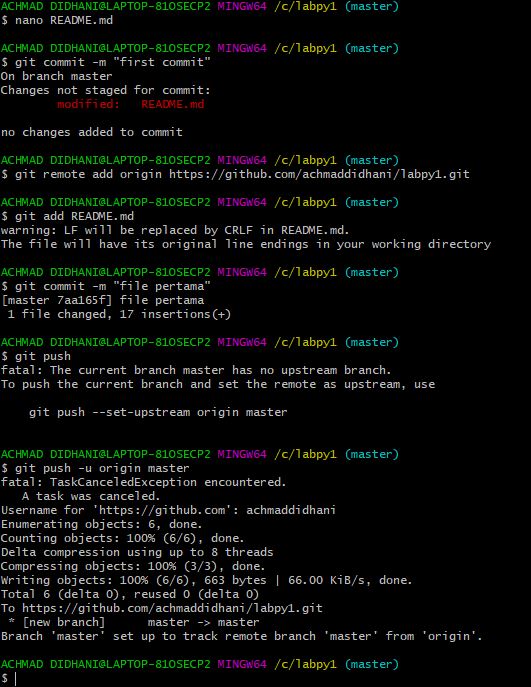 ACHMAD DIDHANI@LAPTOP-81OSECP2 MINGW64 /c/labpy1 (master)
$ nano README.md
ACHMAD DIDHANI@LAPTOP-81OSECP2 MINGW64 /c/labpy1 (master)
$ git commit -m "first commit"
On branch master
Changes not staged for commit:
modified: README.md
no changes added to commit
ACHMAD DIDHANI@LAPTOP-81OSECP2 MINGW64 /c/labpy1 (master)
$ git remote add origin https://github.com/achmaddidhani/labpy1.git
ACHMAD DIDHANI@LAPTOP-81OSECP2 MINGW64 /c/labpy1 (master)
$ git add README.md
warning: LF will be replaced by CRLF in README.md.
The file will have its original line endings in your working directory
ACHMAD DIDHANI@LAPTOP-81OSECP2 MINGW64 /c/labpy1 (master)
$ git commit -m "file pertama"
[master 7aa165f] file pertama
1 file changed, 17 insertions(+)
ACHMAD DIDHANI@LAPTOP-81OSECP2 MINGW64 /c/labpy1 (master)
$ git push
fatal: The current branch master has no upstream branch.
To push the current branch and set the remote as upstream, use
git push --set-upstream origin master
ACHMAD DIDHANI@LAPTOP-81OSECP2 MINGW64 /c/labpy1 (master)
$ git push -u origin master
fatal: TaskCanceledException encountered.
A task was canceled.
Username for 'https://github.com': achmaddidhani
Enumerating objects: 6, done.
Counting objects: 100% (6/6), done.
Delta compression using up to 8 threads
Compressing objects: 100% (3/3), done.
Writing objects: 100% (6/6), 663 bytes | 66.00 KiB/s, done.
Total 6 (delta 0), reused 0 (delta 0)
To https://github.com/achmaddidhani/labpy1.git
* [new branch] master -> master
Branch 'master' set up to track remote branch 'master' from 'origin'.
ACHMAD DIDHANI@LAPTOP-81OSECP2 MINGW64 /c/labpy1 (master)
$